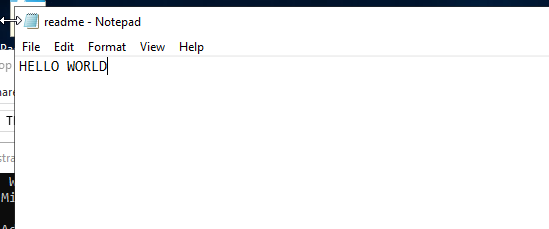 readme - Notepad
File Edit Format View Help
HELLO WORLD